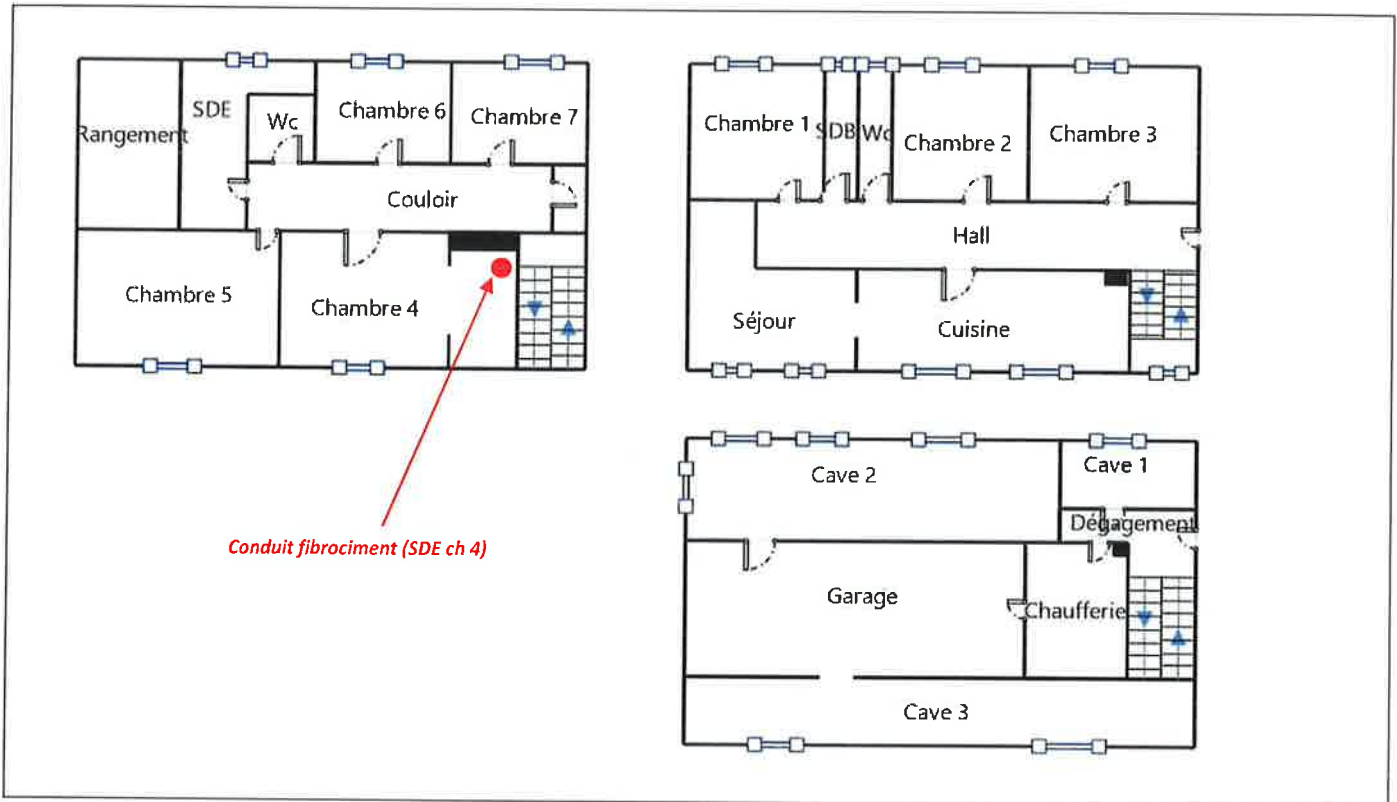 Rangement
SDE
Wc
Chambre 6
Chambre 7
Couloir
Chambre 5
Chambre 4
Conduit fibrociment (SDE ch 4)
Chambre 1
SDB
Wc
Chambre 2
Chambre 3
Hall
Séjour
Cuisine
Cave 2
Cave 1
Dégagement
Garage
Chaufferie
Cave 3